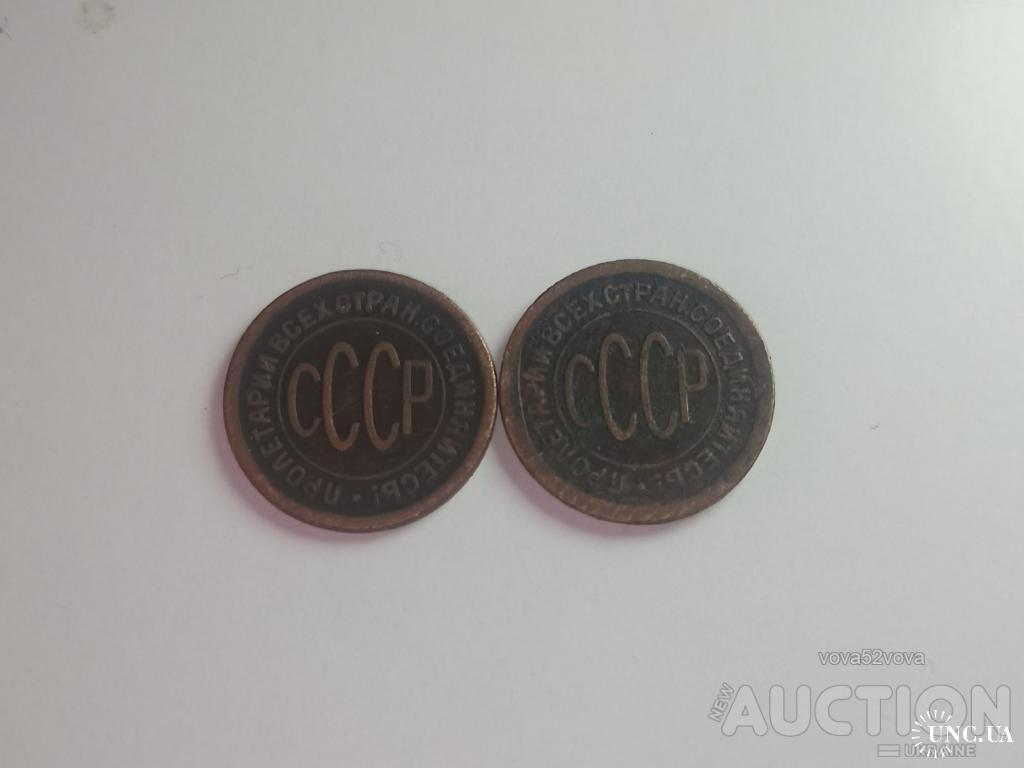 ПРОЛЕТАРИИ ВСЕХ СТРАН, СОЕДИНЯЙТЕСЬ!
СССР
ПРОЛЕТАРИИ ВСЕХ СТРАН, СОЕДИНЯЙТЕСЬ!
СССР
vova52vova
NEW AUCTION
UKRAINE
UNC.UA